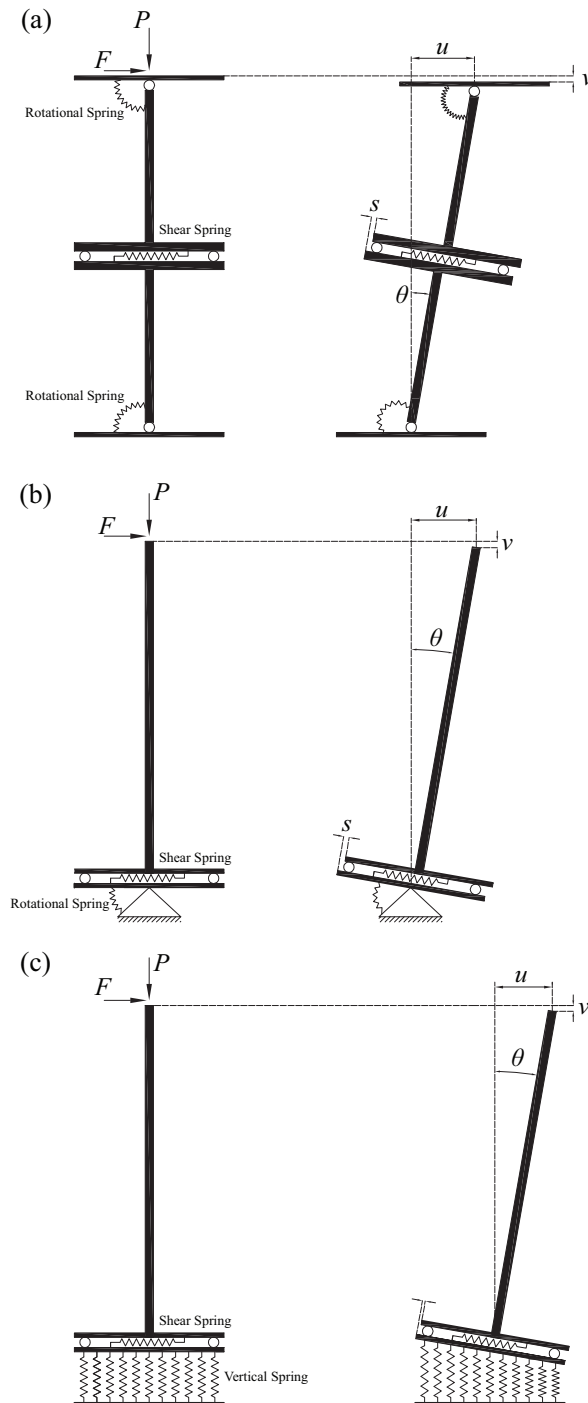 (a)
P
u
F
v
Rotational Spring
s
Shear Spring
θ
Rotational Spring
(b)
P
u
F
v
θ
s
Shear Spring
Rotational Spring
(c)
P
u
F
v
θ
Shear Spring
Vertical Spring